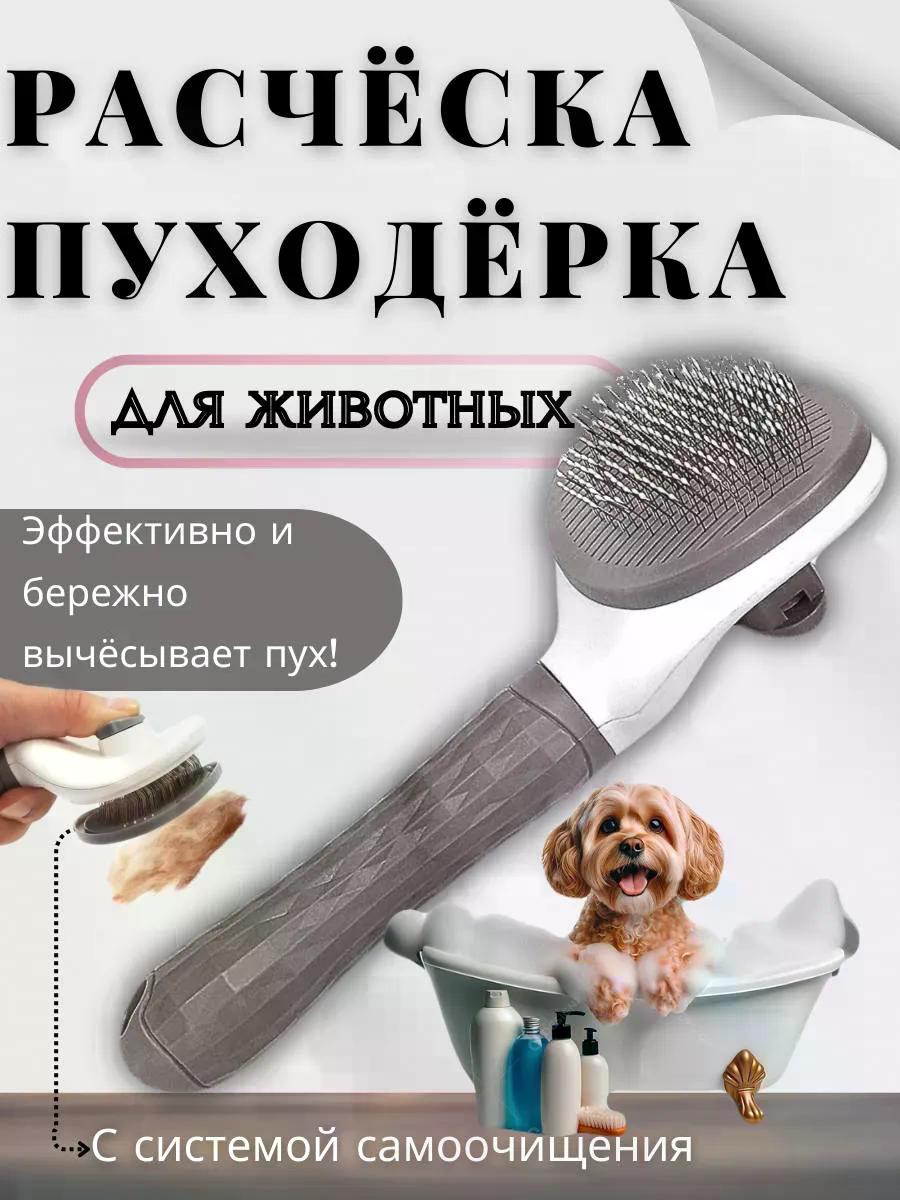 РАСЧЁСКА
ПУХОДЁРКА
ДЛЯ ЖИВОТНЫХ
Эффективно и
бережно
вычёсывает пух!
С системой самоочищения